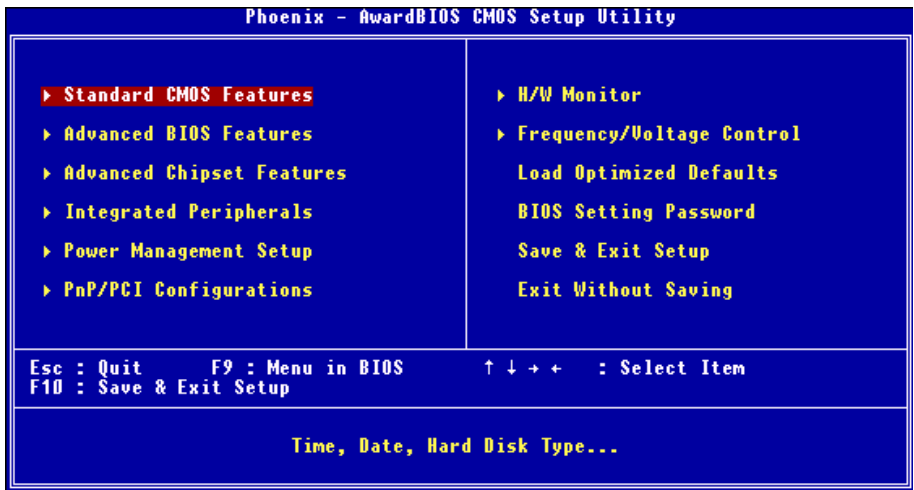 Phoenix - AwardBIOS CMOS Setup Utility
Standard CMOS Features
Advanced BIOS Features
Advanced Chipset Features
Integrated Peripherals
Power Management Setup
PnP/PCI Configurations
H/W Monitor
Frequency/Voltage Control
Load Optimized Defaults
BIOS Setting Password
Save & Exit Setup
Exit Without Saving
Esc : Quit F9 : Menu in BIOS ↑ ↓ → ← : Select Item
F10 : Save & Exit Setup
Time, Date, Hard Disk Type...